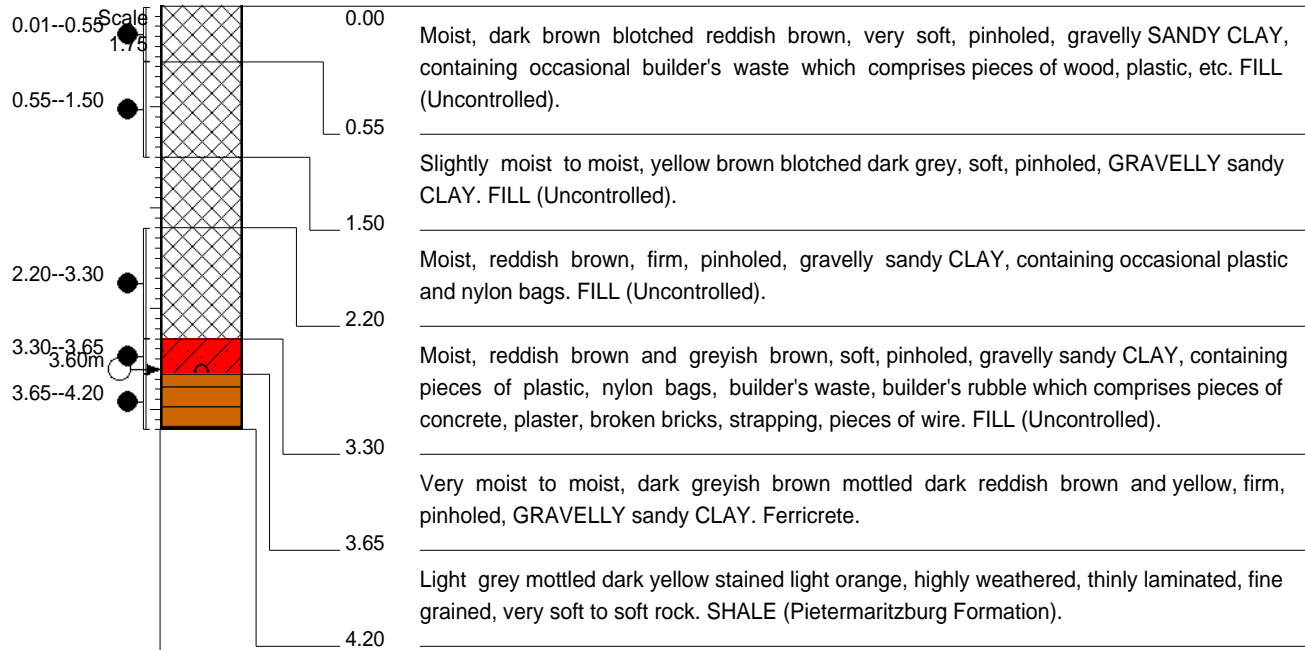 Scale
1:75
0.01--0.55
0.55--1.50
2.20--3.30
3.30--3.65
3.60m
3.65--4.20
0.00
Moist, dark brown blotched reddish brown, very soft, pinholed, gravelly SANDY CLAY,
containing occasional builder's waste which comprises pieces of wood, plastic, etc. FILL
(Uncontrolled).
0.55
Slightly moist to moist, yellow brown blotched dark grey, soft, pinholed, GRAVELLY sandy
CLAY. FILL (Uncontrolled).
1.50
Moist, reddish brown, firm, pinholed, gravelly sandy CLAY, containing occasional plastic
and nylon bags. FILL (Uncontrolled).
2.20
Moist, reddish brown and greyish brown, soft, pinholed, gravelly sandy CLAY, containing
pieces of plastic, nylon bags, builder's waste, builder's rubble which comprises pieces of
concrete, plaster, broken bricks, strapping, pieces of wire. FILL (Uncontrolled).
3.30
Very moist to moist, dark greyish brown mottled dark reddish brown and yellow, firm,
pinholed, GRAVELLY sandy CLAY. Ferricrete.
3.65
Light grey mottled dark yellow stained light orange, highly weathered, thinly laminated, fine
grained, very soft to soft rock. SHALE (Pietermaritzburg Formation).
4.20